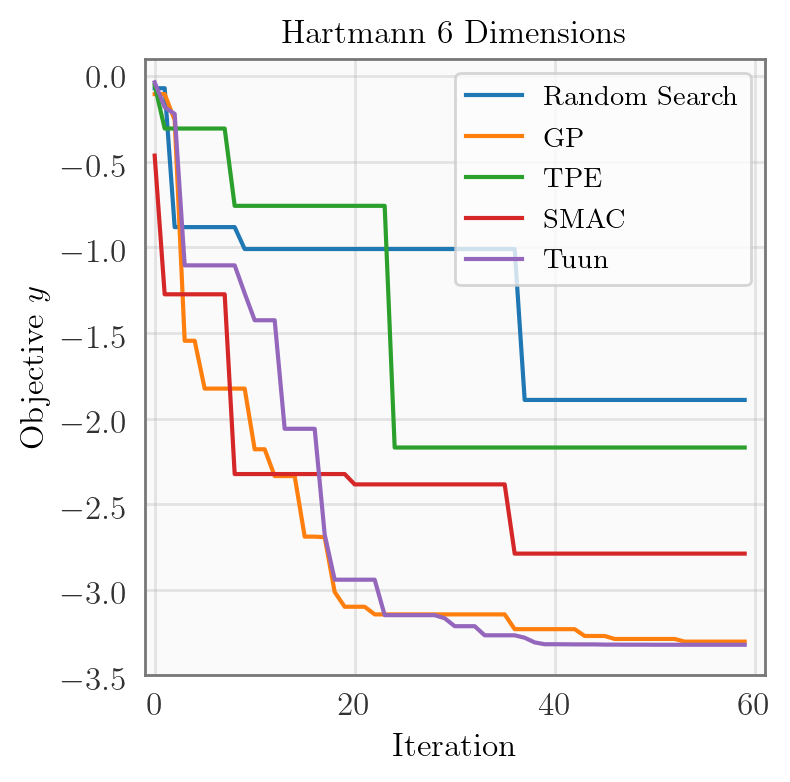 Hartmann 6 Dimensions
0.0
−0.5
−1.0
−1.5
−2.0
−2.5
−3.0
−3.5
Objective y
Random Search
GP
TPE
SMAC
Tuun
0 20 40 60
Iteration